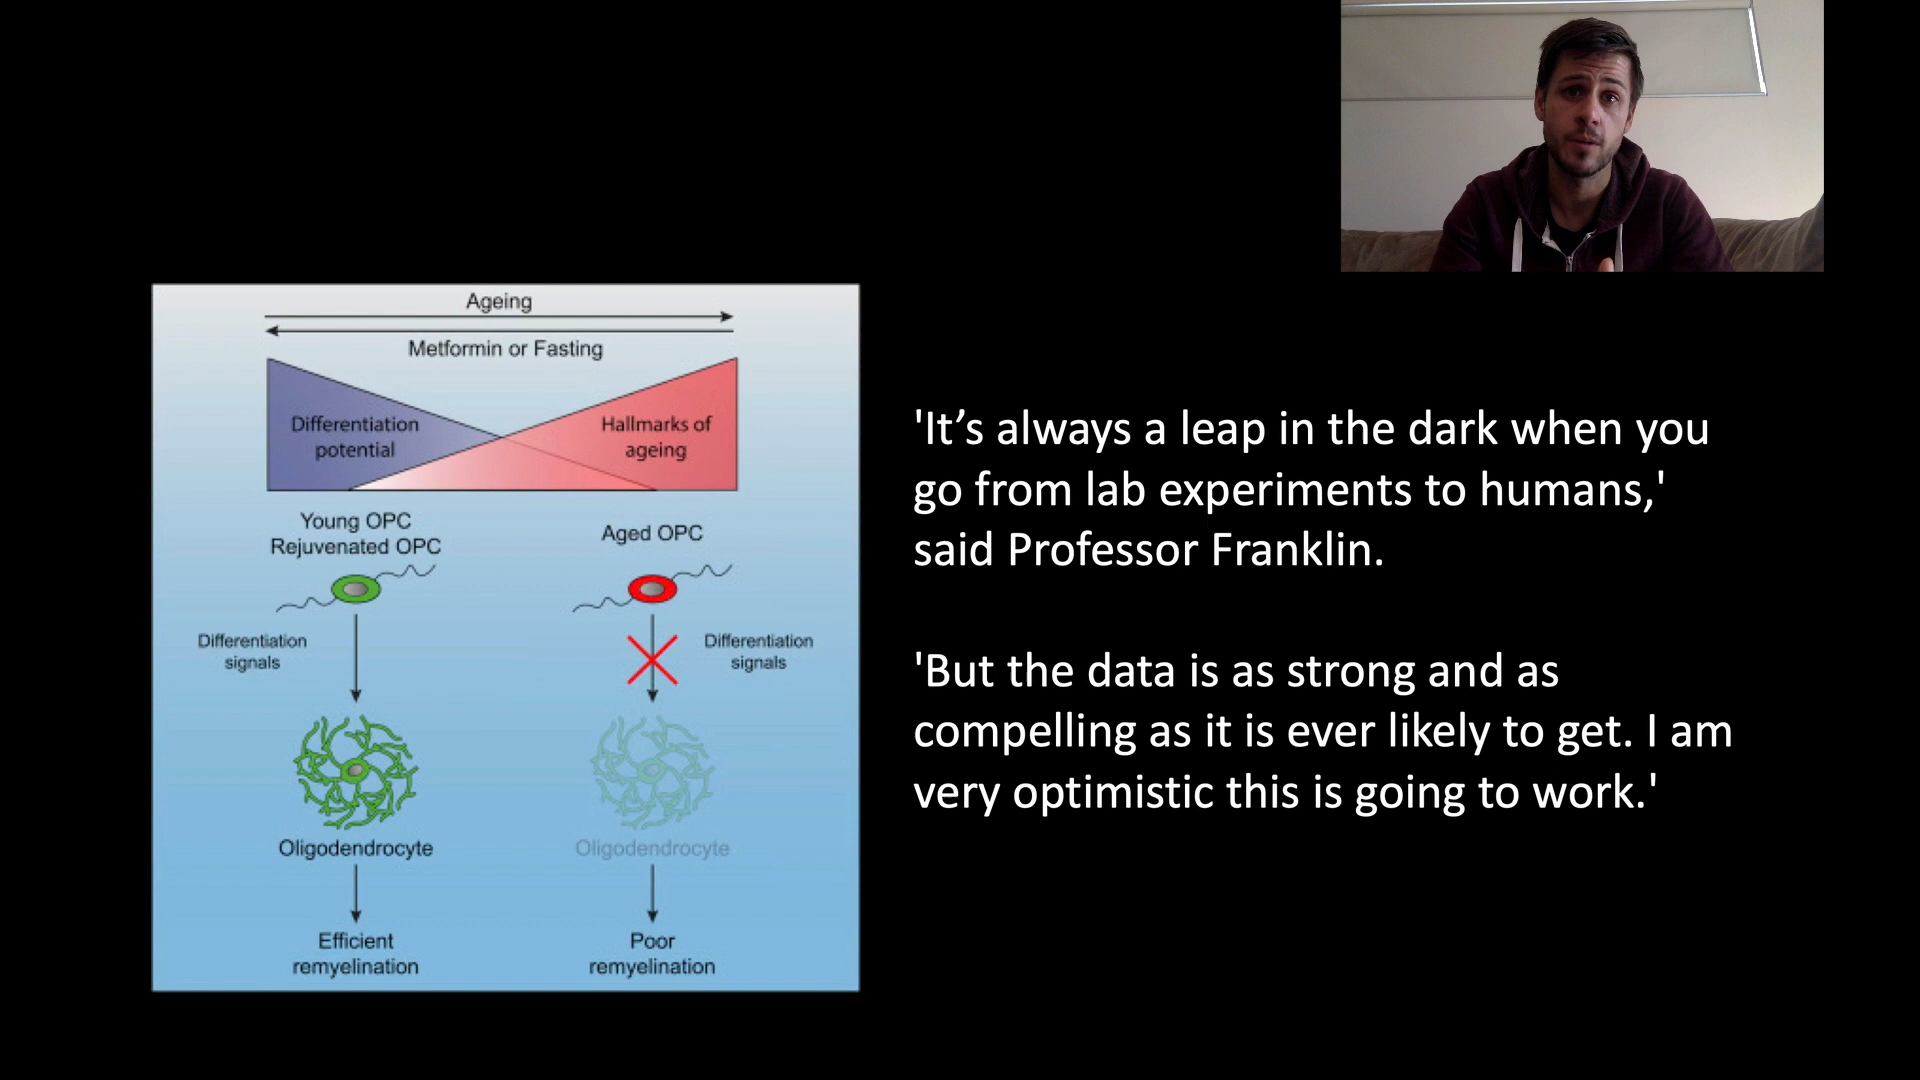 Ageing
Metformin or Fasting
Differentiation
potential
Hallmarks of
ageing
Young OPC
Rejuvenated OPC
Aged OPC
Differentiation
signals
Differentiation
signals
Oligodendrocyte
Oligodendrocyte
Efficient
remyelination
Poor
remyelination
'It’s always a leap in the dark when you
go from lab experiments to humans,'
said Professor Franklin.
'But the data is as strong and as
compelling as it is ever likely to get. I am
very optimistic this is going to work.'